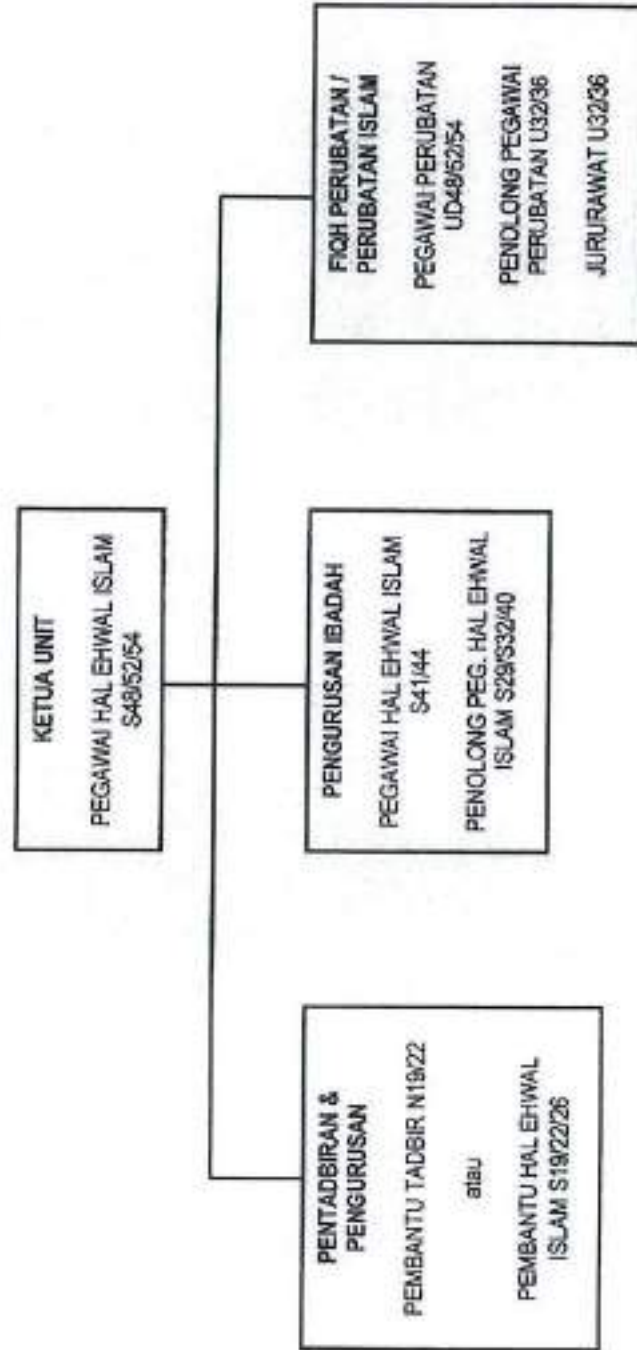 KETUA UNIT
PEGAWAI HAL EHWAL ISLAM
S48/52/54
PENTADBIRAN &
PENGURUSAN
PEMBANTU TADBIR N19/22
atau
PEMBANTU HAL EHWAL
ISLAM S19/22/26
PENGURUSAN IBADAH
PEGAWAI HAL EHWAL ISLAM
S41/44
PENOLONG PEG. HAL EHWAL
ISLAM S29/S32/40
FIQH PERUBATAN /
PERUBATAN ISLAM
PEGAWAI PERUBATAN
UD48/52/54
PENOLONG PEGAWAI
PERUBATAN U32/36
JURURAWAT U32/36